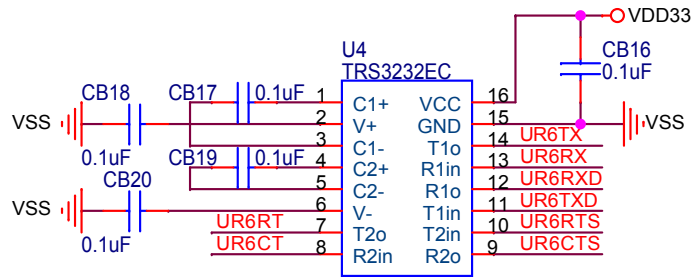 VDD33
U4
TRS3232EC
CB16
0.1uF
CB18
CB17
0.1uF
1
C1+
VCC
16
VSS
2
V+
GND
15
VSS
3
C1-
T1o
14
UR6TX
0.1uF
CB19
0.1uF
4
C2+
R1in
13
UR6RX
CB20
5
C2-
R1o
12
UR6RXD
VSS
6
V-
T1in
11
UR6TXD
0.1uF
UR6RT
7
T2o
T2in
10
UR6RTS
UR6CT
8
R2in
R2o
9
UR6CTS